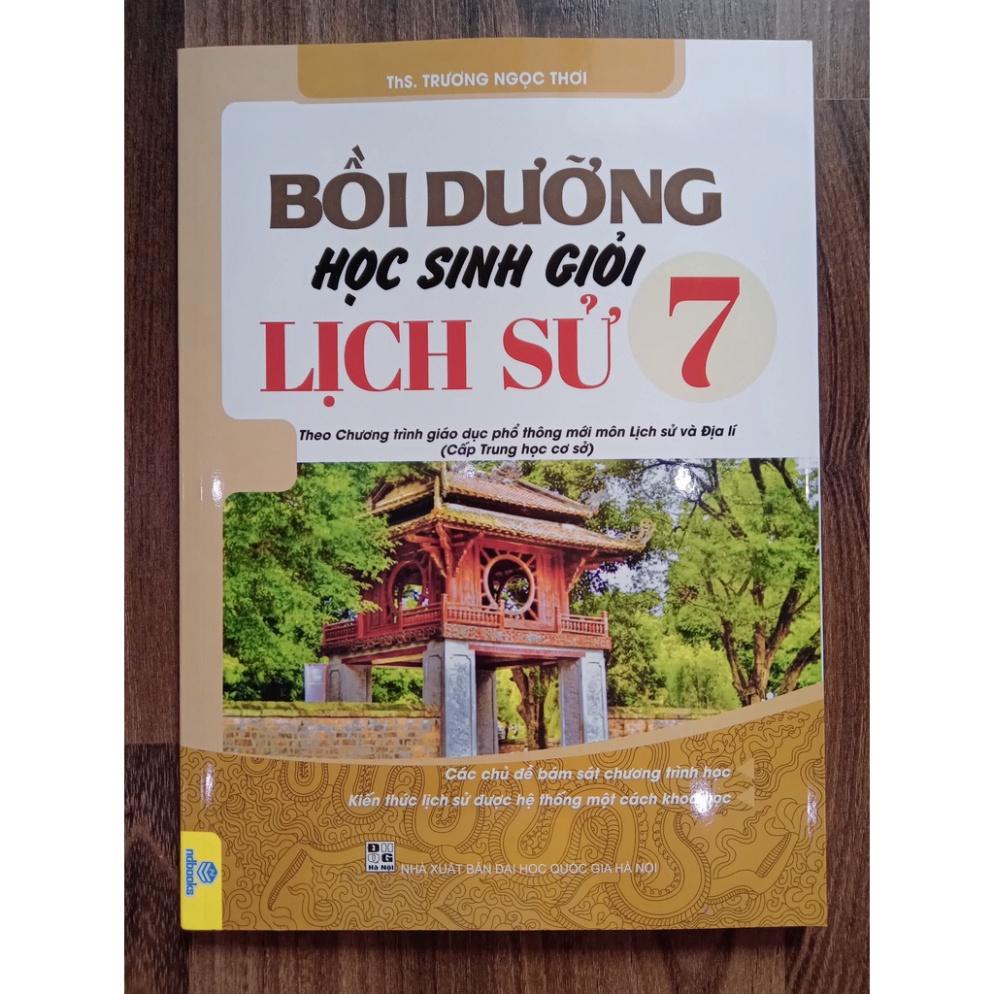 ThS. TRƯƠNG NGỌC THƠI
BỒI DƯỠNG
HỌC SINH GIỎI
LỊCH SỬ 7
Theo Chương trình giáo dục phổ thông mới môn Lịch sử và Địa lí
(Cấp Trung học cơ sở)
Các chủ đề bám sát chương trình học
Kiến thức lịch sử được hệ thống một cách khoa học
Hà Nội
NHÀ XUẤT BẢN ĐẠI HỌC QUỐC GIA HÀ NỘI
ndbooks